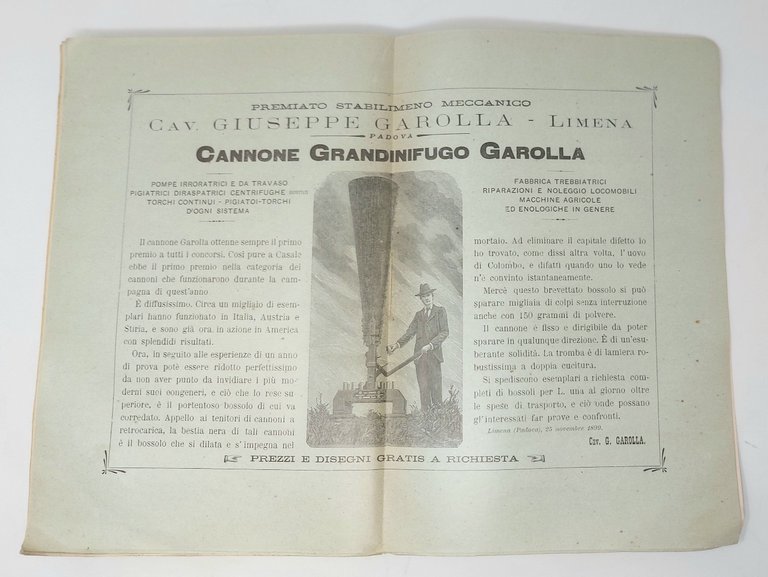 PREMIATO STABILIMENO MECCANICO
CAV. GIUSEPPE GAROLLA - LIMENA
PADOVA
CANNONE GRANDINIFUGO GAROLLA
POMPE IRRORATRICI E DA TRAVASO
PIGIATRICI DIRASPATRICI CENTRIFUGHE
TORCHI CONTINUI - PIGIATOI-TORCHI
D'OGNI SISTEMA
FABBRICA TREBBIATRICI
RIPARAZIONI E NOLEGGIO LOCOMOBILI
MACCHINE AGRICOLE
ED ENOLOGICHE IN GENERE
Il cannone Garolla ottenne sempre il primo
premio a tutti i concorsi. Così pure a Casale
ebbe il primo premio nella categoria dei
cannoni che funzionarono durante la cam-
pagna di quest'anno
È diffusissimo. Circa un migliaio di esem-
plari hanno funzionato in Italia, Austria e
Stiria, e sono già ora in azione in America
con splendidi risultati.
Ora, in seguito alle esperienze di un anno
di prova potè essere ridotto perfettissimo
da non aver punto da invidiare i più mo-
derni suoi congeneri, e ciò che lo rese su-
periore, è il portentoso bossolo di cui va
corredato. Appello ai tenitori di cannoni a
retrocarica, la bestia nera di tali cannoni
è il bossolo che si dilata e s'impegna nel
mortaio. Ad eliminare il capitale difetto io
ho trovato, come dissi altra volta, l'uovo
di Colombo, e difatti quando uno lo vede
n'è convinto istantaneamente.
Mercè questo brevettato bossolo si può
sparare migliaia di colpi senza interruzione
anche con 150 grammi di polvere.
Il cannone è fisso e dirigibile da poter
sparare in qualunque direzione. È di un'esu-
berante solidità. La tromba è di lamiera ro-
bustissima a doppia cucitura.
Si spediscono esemplari a richiesta com-
pleti di bossoli per L. una al giorno oltre
le spese di trasporto, e ciò onde possano
gl'interessati far prove e confronti.
Limena (Padova), 25 novembre 1899.
Cav. G. GAROLLA.
PREZZI E DISEGNI GRATIS A RICHIESTA